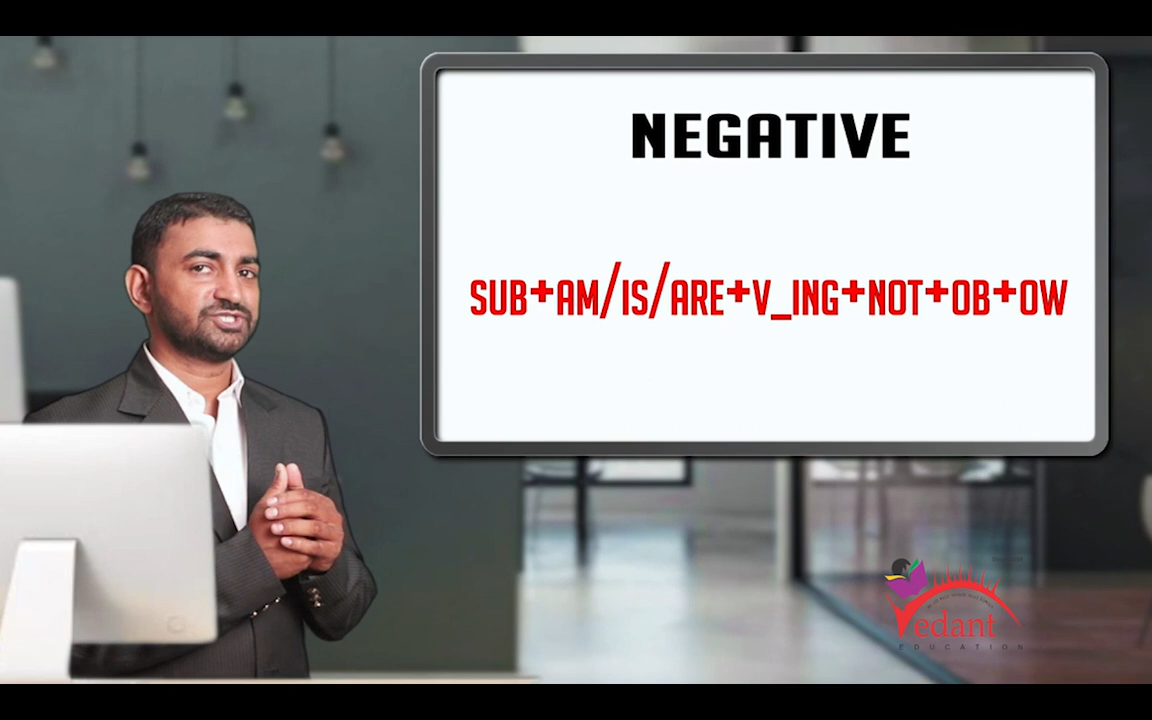 NEGATIVE
SUB+AM/IS/ARE+V_ING+NOT+OB+OW
Vedant
EDUCATION